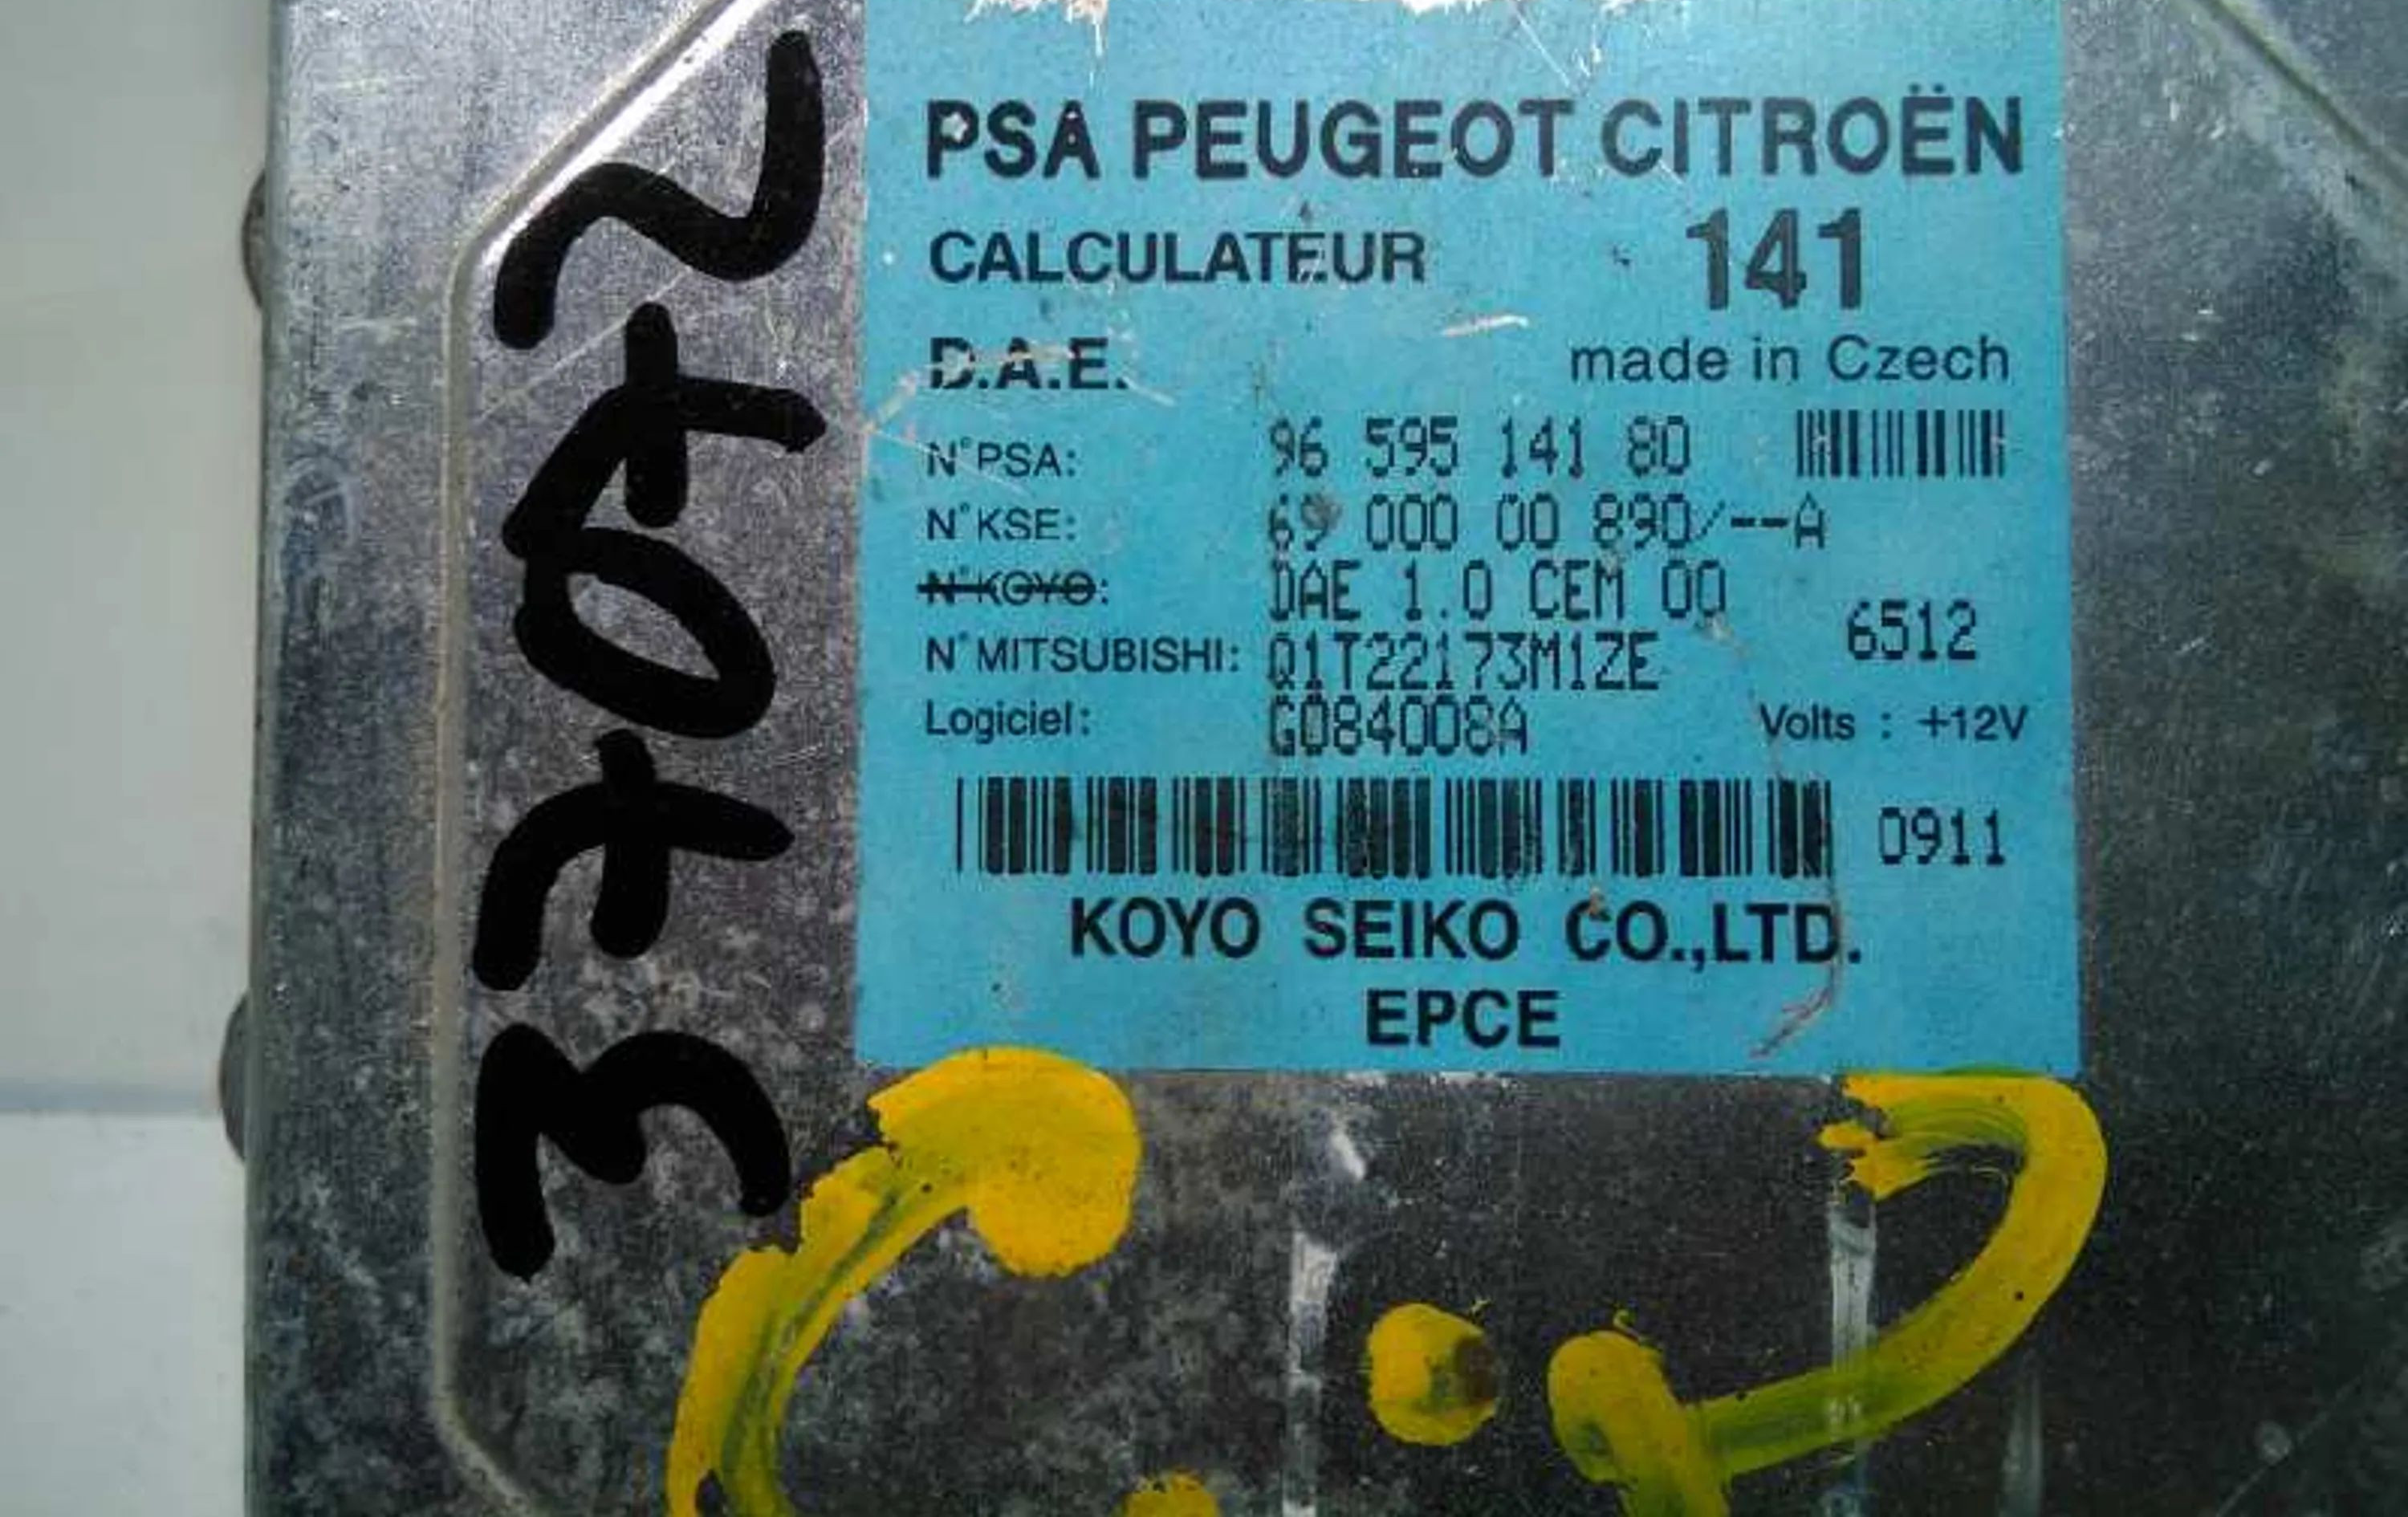 PSA PEUGEOT CITROËN
CALCULATEUR 141
D.A.E. made in Czech
N°PSA: 96 595 141 80
N°KSE: 69 000 00 890/--A
N°KOYO: DAE 1.0 CEM 00
6512
N°MITSUBISHI: Q1T22173M1ZE
Logiciel: G084008A Volts : +12V
0911
KOYO SEIKO CO.,LTD.
EPCE